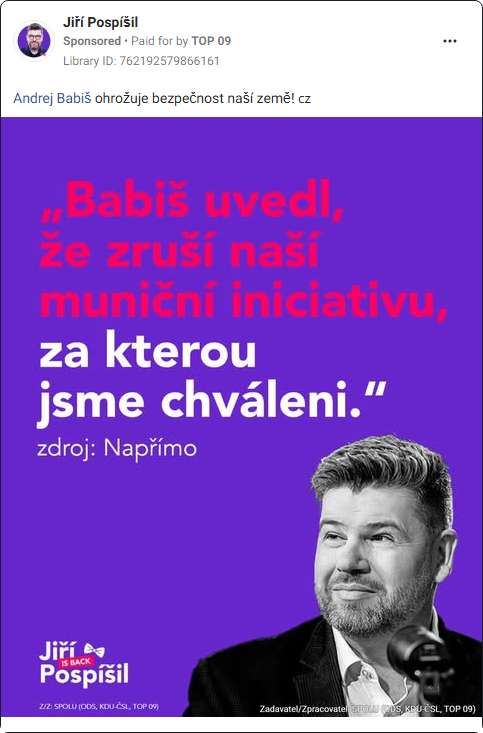 Jiří Pospíšil
Sponsored • Paid for by TOP 09
Library ID: 762192579866161
Andrej Babiš ohrožuje bezpečnost naší země! cz
„Babiš uvedl,
že zruší naší
muniční iniciativu,
za kterou
jsme chváleni.“
zdroj: Napřímo
Jiří
IS BACK
Pospíšil
Z/Z: SPOLU (ODS, KDU-ČSL, TOP 09)
Zadavatel/Zpracovatel: SPOLU (ODS, KDU-ČSL, TOP 09)